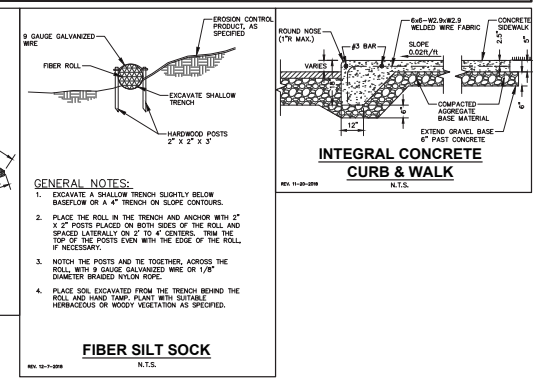 9 GAUGE GALVANIZED
WIRE
FIBER ROLL
EROSION CONTROL
PRODUCT, AS
SPECIFIED
EXCAVATE SHALLOW
TRENCH
HARDWOOD POSTS
2" X 2" X 3'
GENERAL NOTES:
1. EXCAVATE A SHALLOW TRENCH SLIGHTLY BELOW
BASEFLOW OR A 4" TRENCH ON SLOPE CONTOURS.
2. PLACE THE ROLL IN THE TRENCH AND ANCHOR WITH 2"
X 2" POSTS PLACED ON BOTH SIDES OF THE ROLL AND
SPACED LATERALLY ON 2' TO 4' CENTERS. TRIM THE
TOP OF THE POSTS EVEN WITH THE EDGE OF THE ROLL,
IF NECESSARY.
3. NOTCH THE POSTS AND TIE TOGETHER, ACROSS THE
ROLL, WITH 9 GAUGE GALVANIZED WIRE OR 1/8"
DIAMETER BRAIDED NYLON ROPE.
4. PLACE SOIL EXCAVATED FROM THE TRENCH BEHIND THE
ROLL AND HAND TAMP. PLANT WITH SUITABLE
HERBACEOUS OR WOODY VEGETATION AS SPECIFIED.
FIBER SILT SOCK
REV. 12-7-2018
N.T.S.
ROUND NOSE
(1"R MAX.)
#3 BAR
6x6-W2.9xW2.9
WELDED WIRE FABRIC
CONCRETE
SIDEWALK
SLOPE
0.02ft/ft
2.5"
5"
VARIES
18"
6"
12"
6"
COMPACTED
AGGREGATE
BASE MATERIAL
EXTEND GRAVEL BASE
6" PAST CONCRETE
INTEGRAL CONCRETE
CURB & WALK
REV. 11-20-2018
N.T.S.